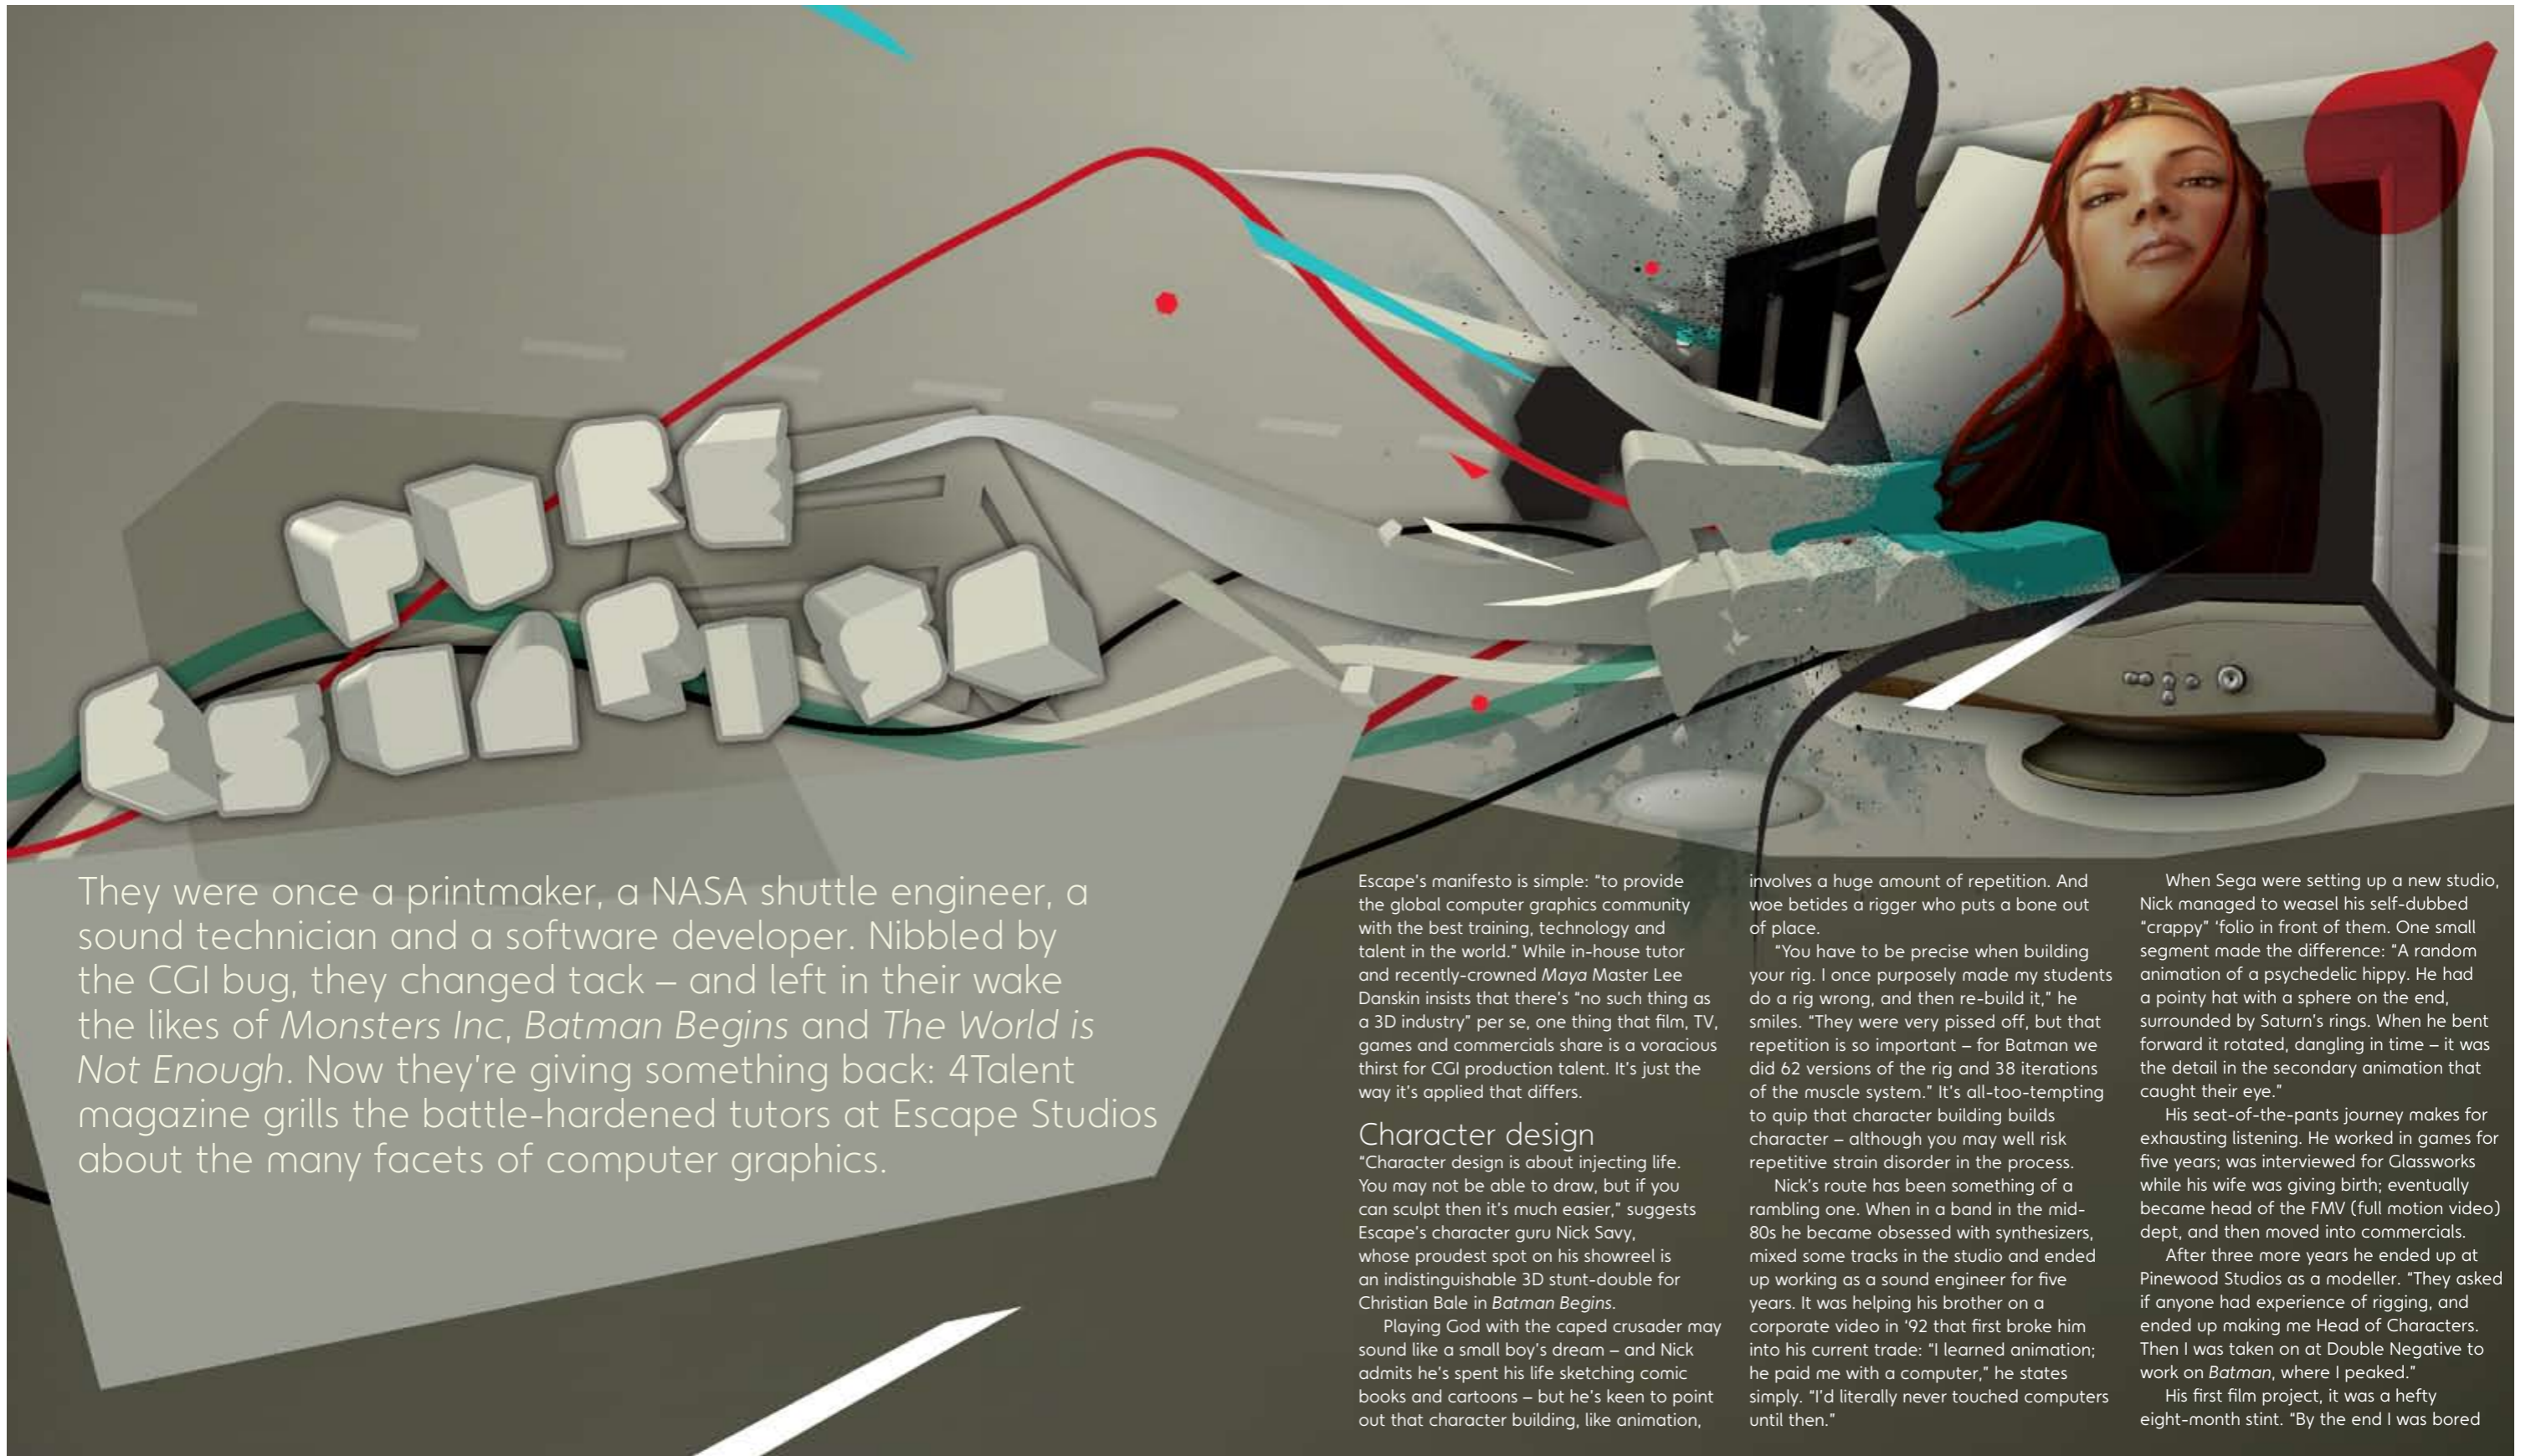 PURE
ESCAPISM
They were once a printmaker, a NASA shuttle engineer, a
sound technician and a software developer. Nibbled by
the CGI bug, they changed tack – and left in their wake
the likes of Monsters Inc, Batman Begins and The World is
Not Enough. Now they're giving something back: 4Talent
magazine grills the battle-hardened tutors at Escape Studios
about the many facets of computer graphics.
Escape's manifesto is simple: "to provide
the global computer graphics community
with the best training, technology and
talent in the world." While in-house tutor
and recently-crowned Maya Master Lee
Danskin insists that there's "no such thing as
a 3D industry" per se, one thing that film, TV,
games and commercials share is a voracious
thirst for CGI production talent. It's just the
way it's applied that differs.
Character design
"Character design is about injecting life.
You may not be able to draw, but if you
can sculpt then it's much easier," suggests
Escape's character guru Nick Savy,
whose proudest spot on his showreel is
an indistinguishable 3D stunt-double for
Christian Bale in Batman Begins.
Playing God with the caped crusader may
sound like a small boy's dream – and Nick
admits he's spent his life sketching comic
books and cartoons – but he's keen to point
out that character building, like animation,
involves a huge amount of repetition. And
woe betides a rigger who puts a bone out
of place.
"You have to be precise when building
your rig. I once purposely made my students
do a rig wrong, and then re-build it," he
smiles. "They were very pissed off, but that
repetition is so important – for Batman we
did 62 versions of the rig and 38 iterations
of the muscle system." It's all-too-tempting
to quip that character building builds
character – although you may well risk
repetitive strain disorder in the process.
Nick's route has been something of a
rambling one. When in a band in the mid-
80s he became obsessed with synthesizers,
mixed some tracks in the studio and ended
up working as a sound engineer for five
years. It was helping his brother on a
corporate video in '92 that first broke him
into his current trade: "I learned animation;
he paid me with a computer," he states
simply. "I'd literally never touched computers
until then."
When Sega were setting up a new studio,
Nick managed to weasel his self-dubbed
"crappy" 'folio in front of them. One small
segment made the difference: "A random
animation of a psychedelic hippy. He had
a pointy hat with a sphere on the end,
surrounded by Saturn's rings. When he bent
forward it rotated, dangling in time – it was
the detail in the secondary animation that
caught their eye."
His seat-of-the-pants journey makes for
exhausting listening. He worked in games for
five years; was interviewed for Glassworks
while his wife was giving birth; eventually
became head of the FMV (full motion video)
dept, and then moved into commercials.
After three more years he ended up at
Pinewood Studios as a modeller. "They asked
if anyone had experience of rigging, and
ended up making me Head of Characters.
Then I was taken on at Double Negative to
work on Batman, where I peaked."
His first film project, it was a hefty
eight-month stint. "By the end I was bored